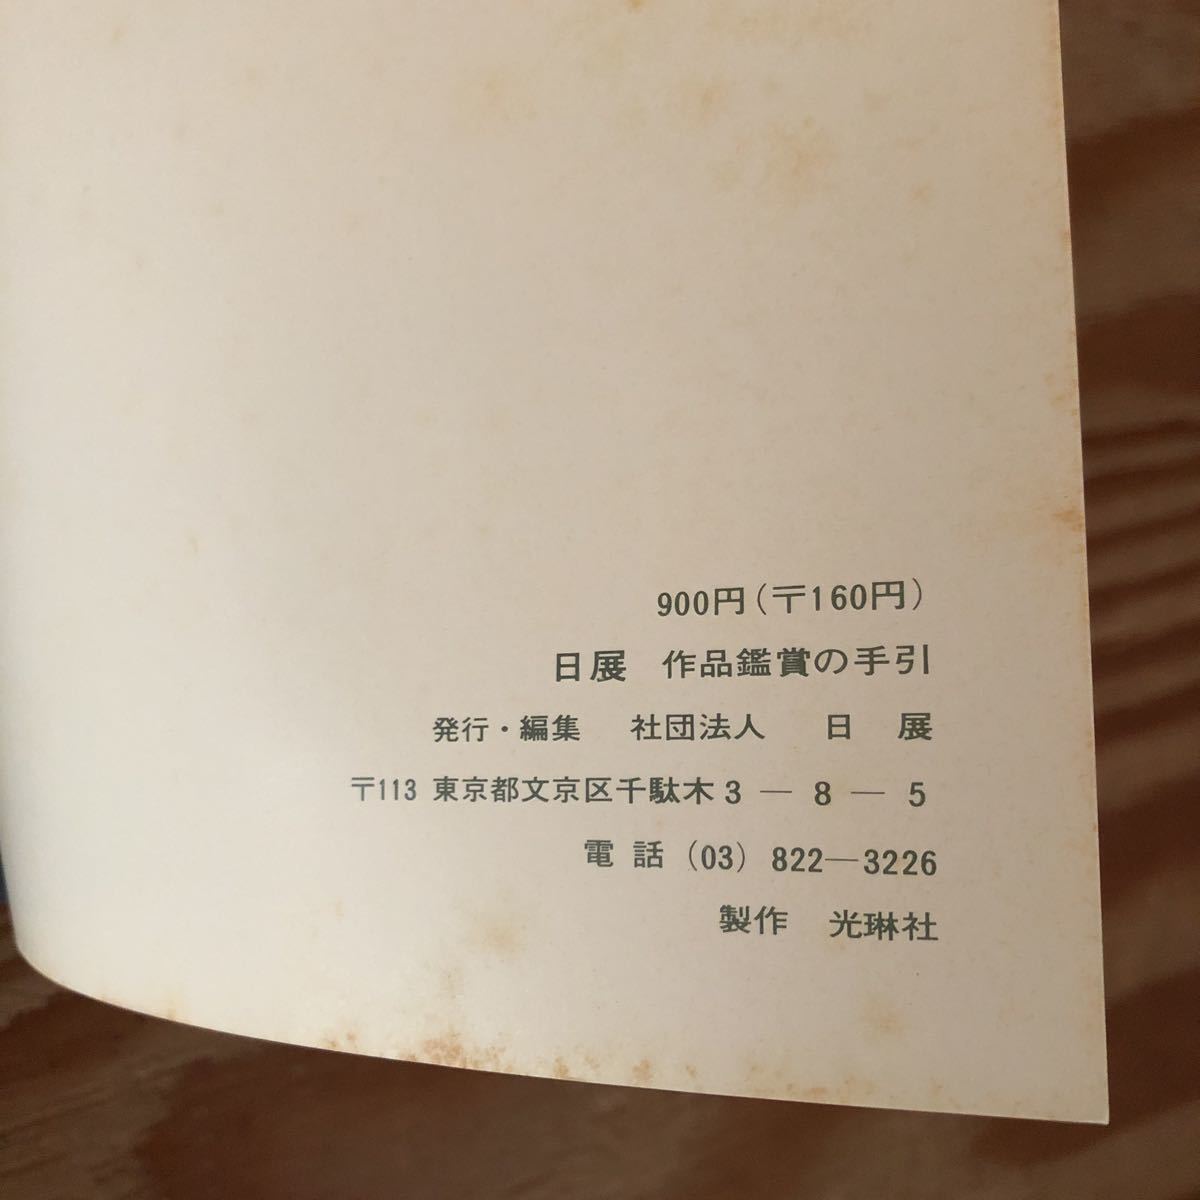 900円(〒160円)
日展 作品鑑賞の手引
発行・編集 社団法人 日 展
〒113 東京都文京区千駄木3—8—5
電話 (03) 822—3226
製作 光琳社